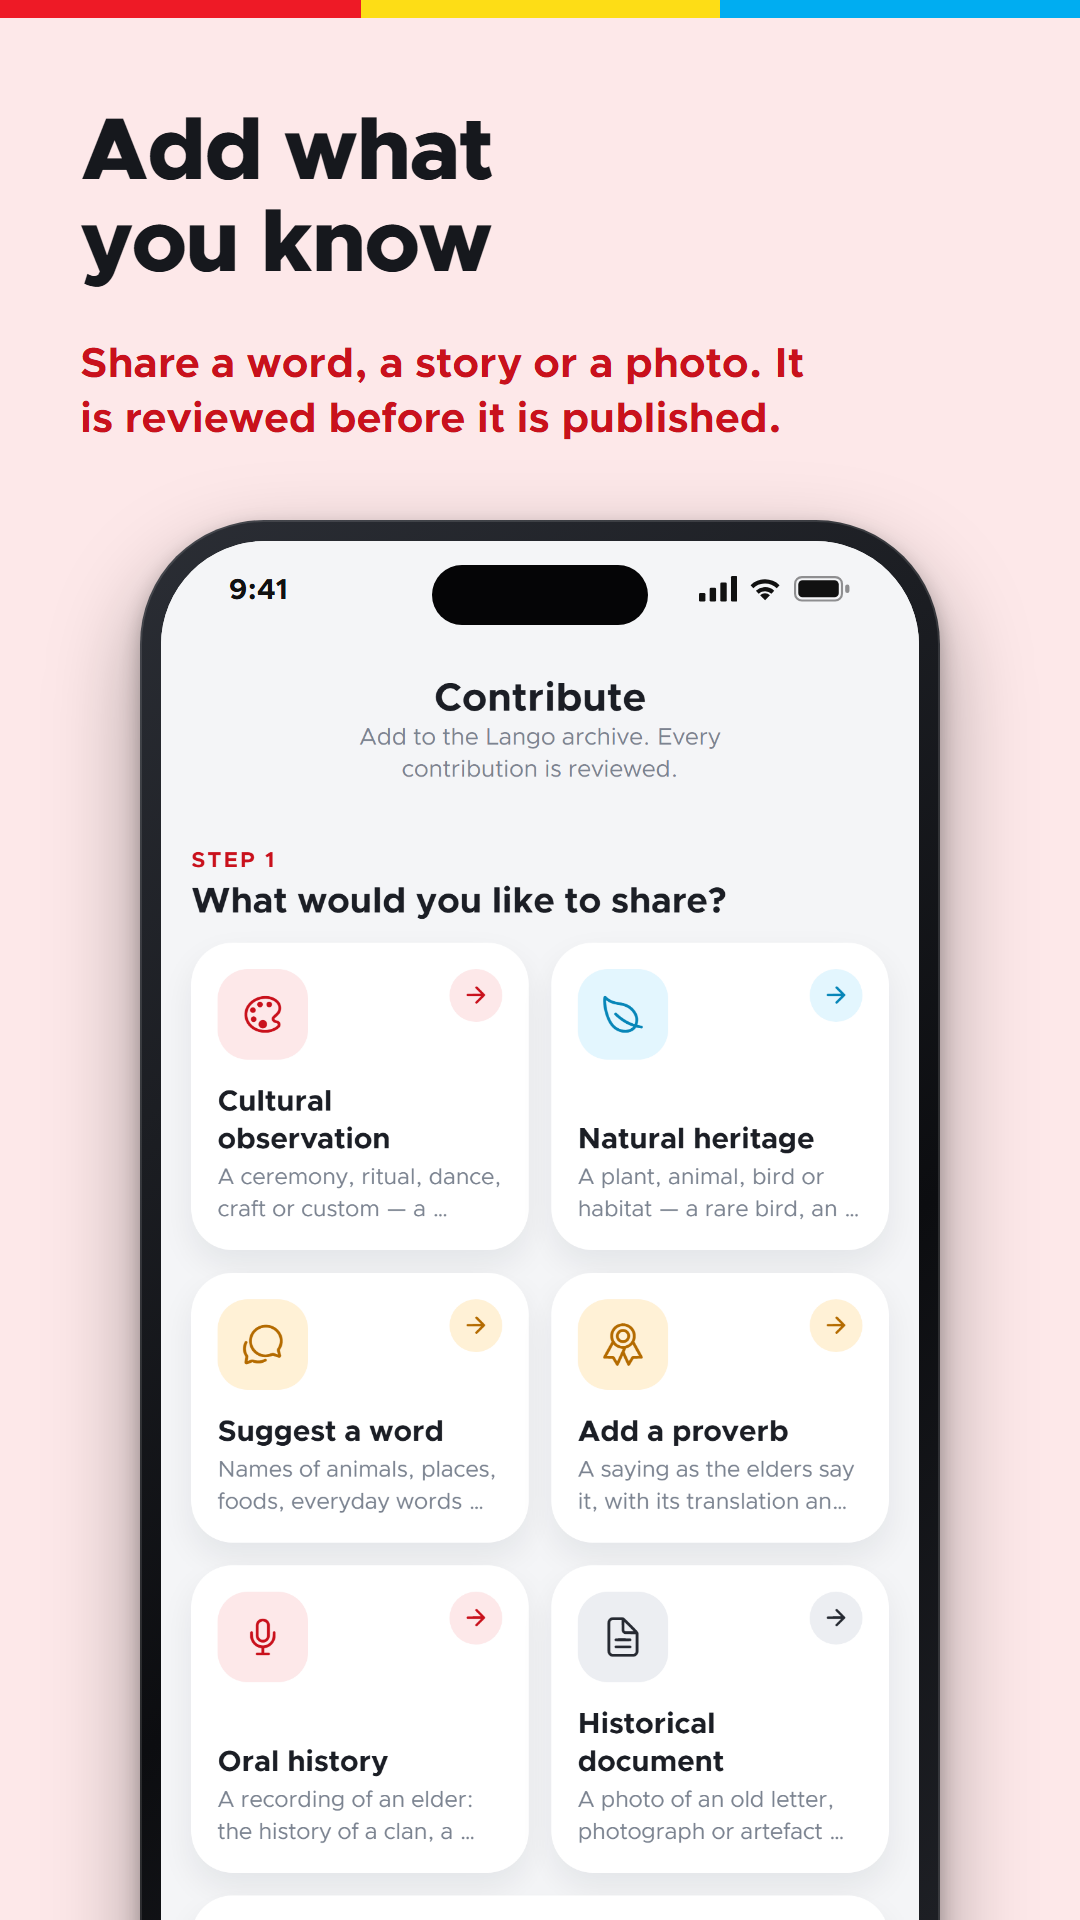 Add what
you know
Share a word, a story or a photo. It
is reviewed before it is published.
9:41
Contribute
Add to the Lango archive. Every
contribution is reviewed.
STEP 1
What would you like to share?
Cultural
observation
A ceremony, ritual, dance,
craft or custom — a ...
Natural heritage
A plant, animal, bird or
habitat — a rare bird, an ...
Suggest a word
Names of animals, places,
foods, everyday words ...
Add a proverb
A saying as the elders say
it, with its translation an...
Oral history
A recording of an elder:
the history of a clan, a ...
Historical
document
A photo of an old letter,
photograph or artefact ...